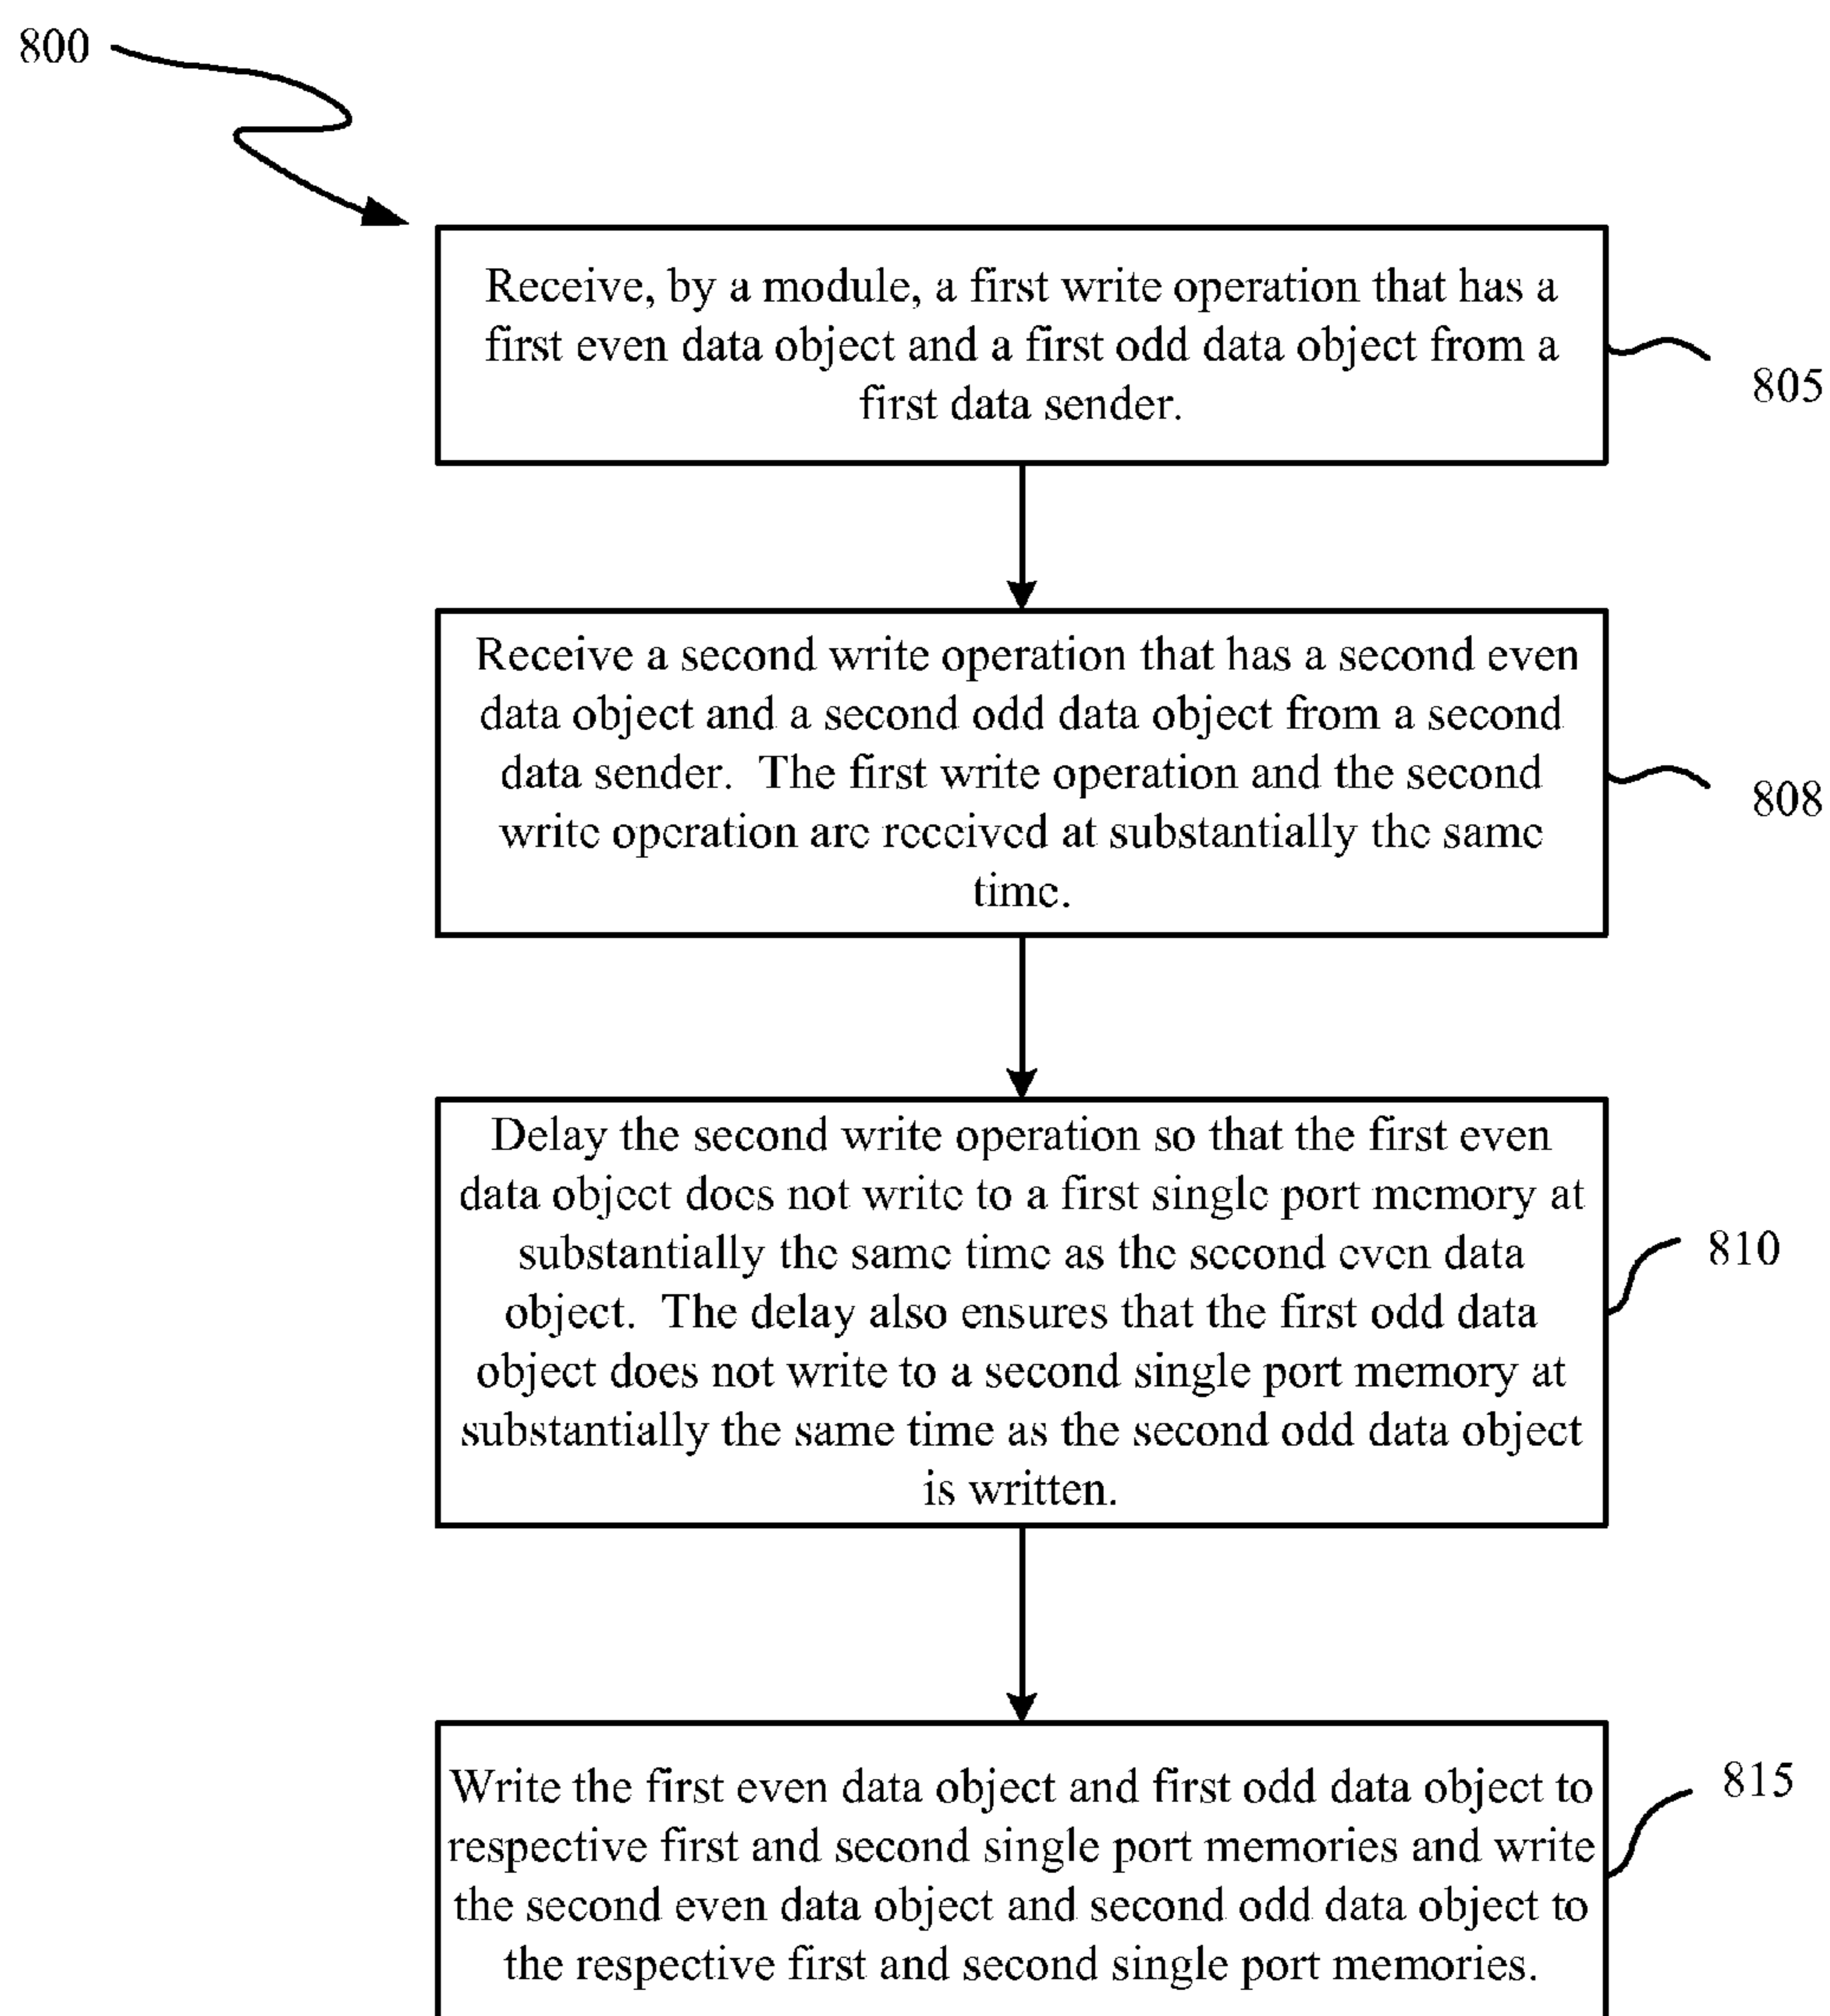 800
Receive, by a module, a first write operation that has a
first even data object and a first odd data object from a
first data sender.
805
Receive a second write operation that has a second even
data object and a second odd data object from a second
data sender.  The first write operation and the second
write operation are received at substantially the same
time.
808
Delay the second write operation so that the first even
data object does not write to a first single port memory at
substantially the same time as the second even data
object.  The delay also ensures that the first odd data
object does not write to a second single port memory at
substantially the same time as the second odd data object
is written.
810
Write the first even data object and first odd data object to
respective first and second single port memories and write
the second even data object and second odd data object to
the respective first and second single port memories.
815